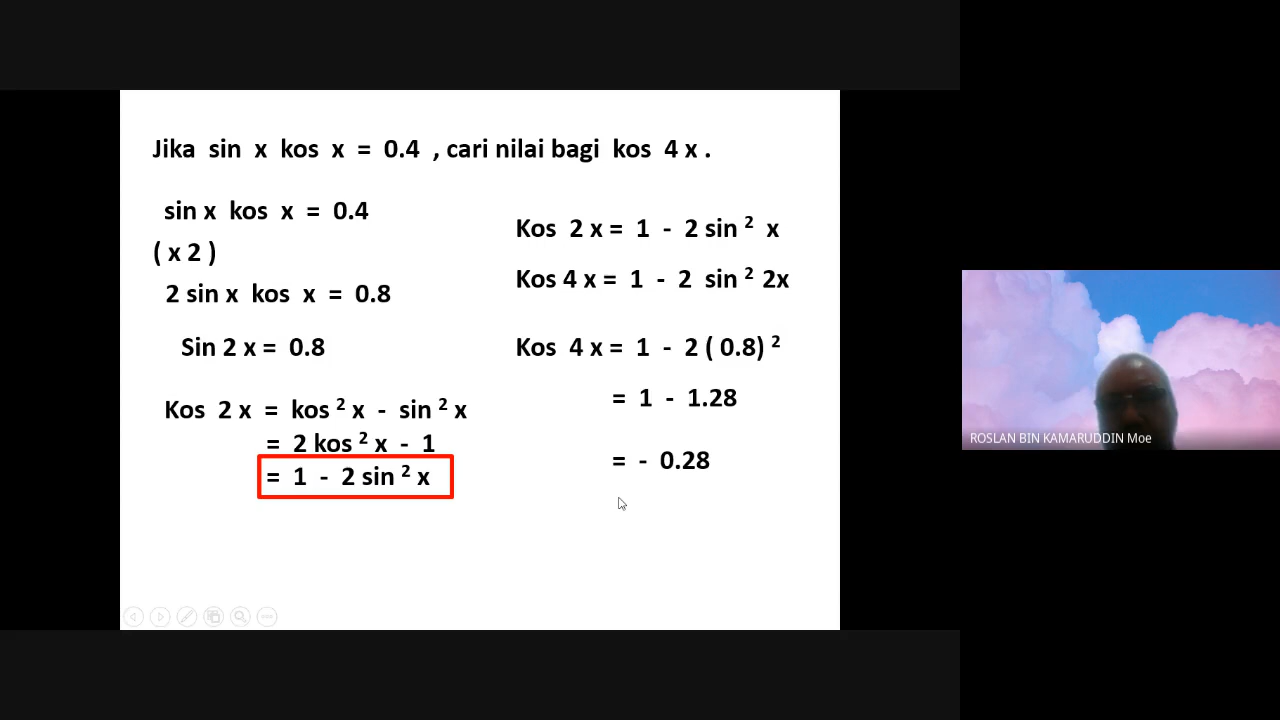 Jika sin x kos x = 0.4 , cari nilai bagi kos 4 x .
sin x kos x = 0.4
( x 2 )
2 sin x kos x = 0.8
Sin 2 x = 0.8
Kos 2 x = kos ² x - sin ² x
= 2 kos ² x - 1
= 1 - 2 sin ² x
Kos 2 x = 1 - 2 sin ² x
Kos 4 x = 1 - 2 sin ² 2x
Kos 4 x = 1 - 2 ( 0.8) ²
= 1 - 1.28
= - 0.28
ROSLAN BIN KAMARUDDIN Moe